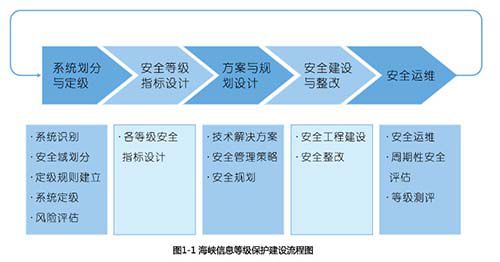 系统划分
与定级
安全等级
指标设计
方案与规
划设计
安全建设
与整改
安全运维
•系统识别
•安全域划分
•定级规则建立
•系统定级
•风险评估
•各等级安全
指标设计
•技术解决方案
•安全管理策略
•安全规划
•安全工程建设
•安全整改
•安全运维
•周期性安全
评估
•等级测评
图1-1 海峡信息等级保护建设流程图